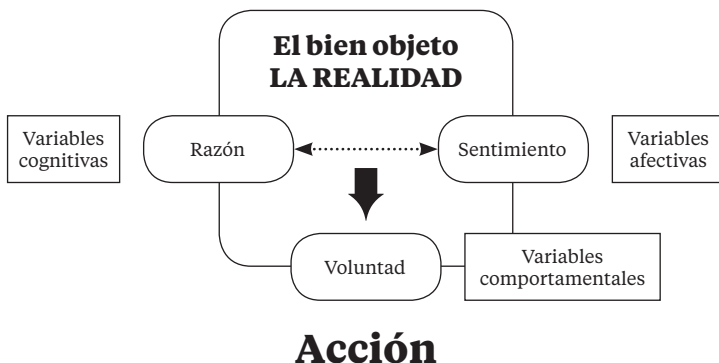 El bien objeto
LA REALIDAD
Variables
cognitivas
Razón
Sentimiento
Variables
afectivas
Voluntad
Variables
comportamentales
Acción